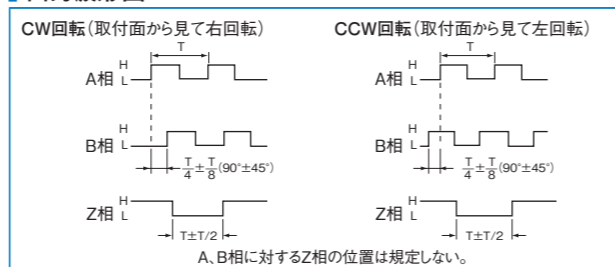 CW回転(取付面から見て右回転)
T
A相 H L
B相 H L
T/4±T/8(90°±45°)
Z相 H L
T±T/2
CCW回転(取付面から見て左回転)
T
A相 H L
B相 H L
T/4±T/8(90°±45°)
Z相 H L
T±T/2
A、B相に対するZ相の位置は規定しない。